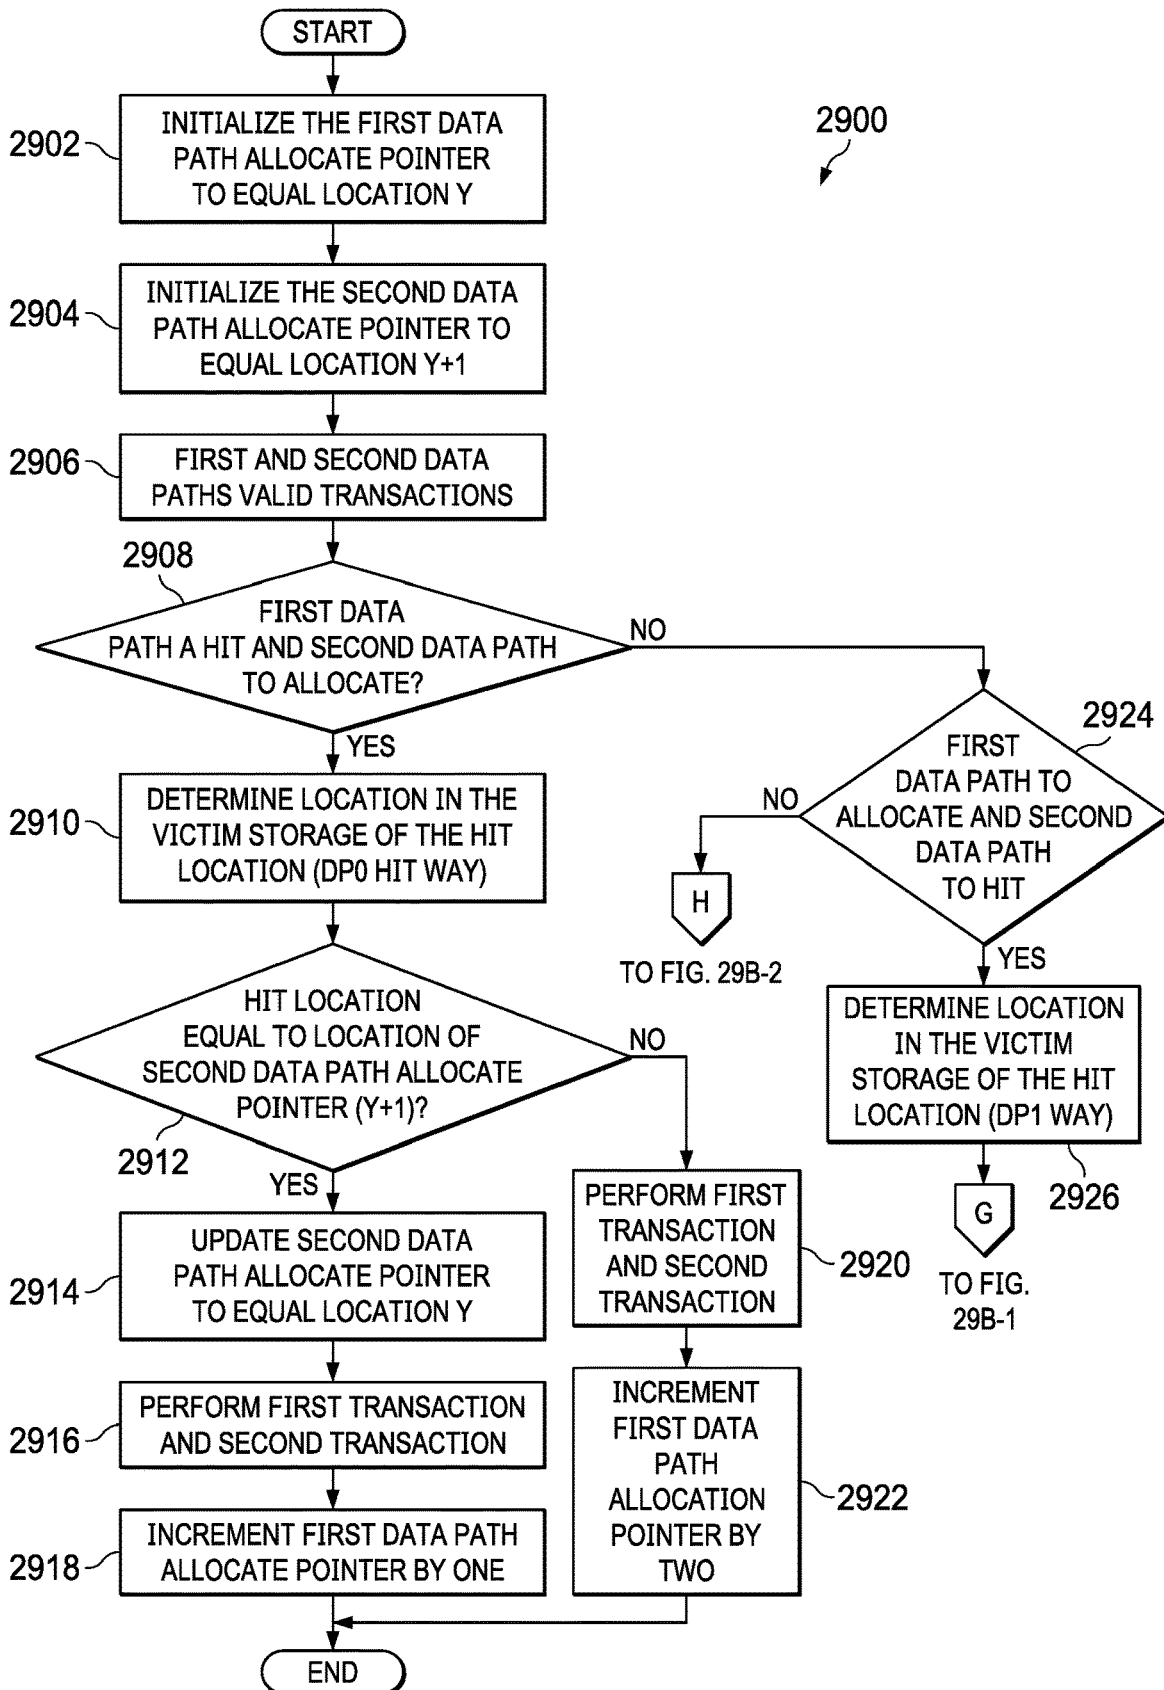 START
2900
2902
INITIALIZE THE FIRST DATA
PATH ALLOCATE POINTER
TO EQUAL LOCATION Y
2904
INITIALIZE THE SECOND DATA
PATH ALLOCATE POINTER TO
EQUAL LOCATION Y+1
2906
FIRST AND SECOND DATA
PATHS VALID TRANSACTIONS
2908
FIRST DATA
PATH A HIT AND SECOND DATA PATH
TO ALLOCATE?
NO
YES
2910
DETERMINE LOCATION IN THE
VICTIM STORAGE OF THE HIT
LOCATION (DP0 HIT WAY)
2912
HIT LOCATION
EQUAL TO LOCATION OF
SECOND DATA PATH ALLOCATE
POINTER (Y+1)?
NO
YES
2914
UPDATE SECOND DATA
PATH ALLOCATE POINTER
TO EQUAL LOCATION Y
2916
PERFORM FIRST TRANSACTION
AND SECOND TRANSACTION
2918
INCREMENT FIRST DATA PATH
ALLOCATE POINTER BY ONE
PERFORM FIRST
TRANSACTION
AND SECOND
TRANSACTION
2920
INCREMENT
FIRST DATA
PATH
ALLOCATION
POINTER BY
TWO
2922
END
2924
FIRST
DATA PATH TO
ALLOCATE AND SECOND
DATA PATH
TO HIT
NO
H
TO FIG. 29B-2
YES
DETERMINE LOCATION
IN THE VICTIM
STORAGE OF THE HIT
LOCATION (DP1 WAY)
2926
G
TO FIG.
29B-1